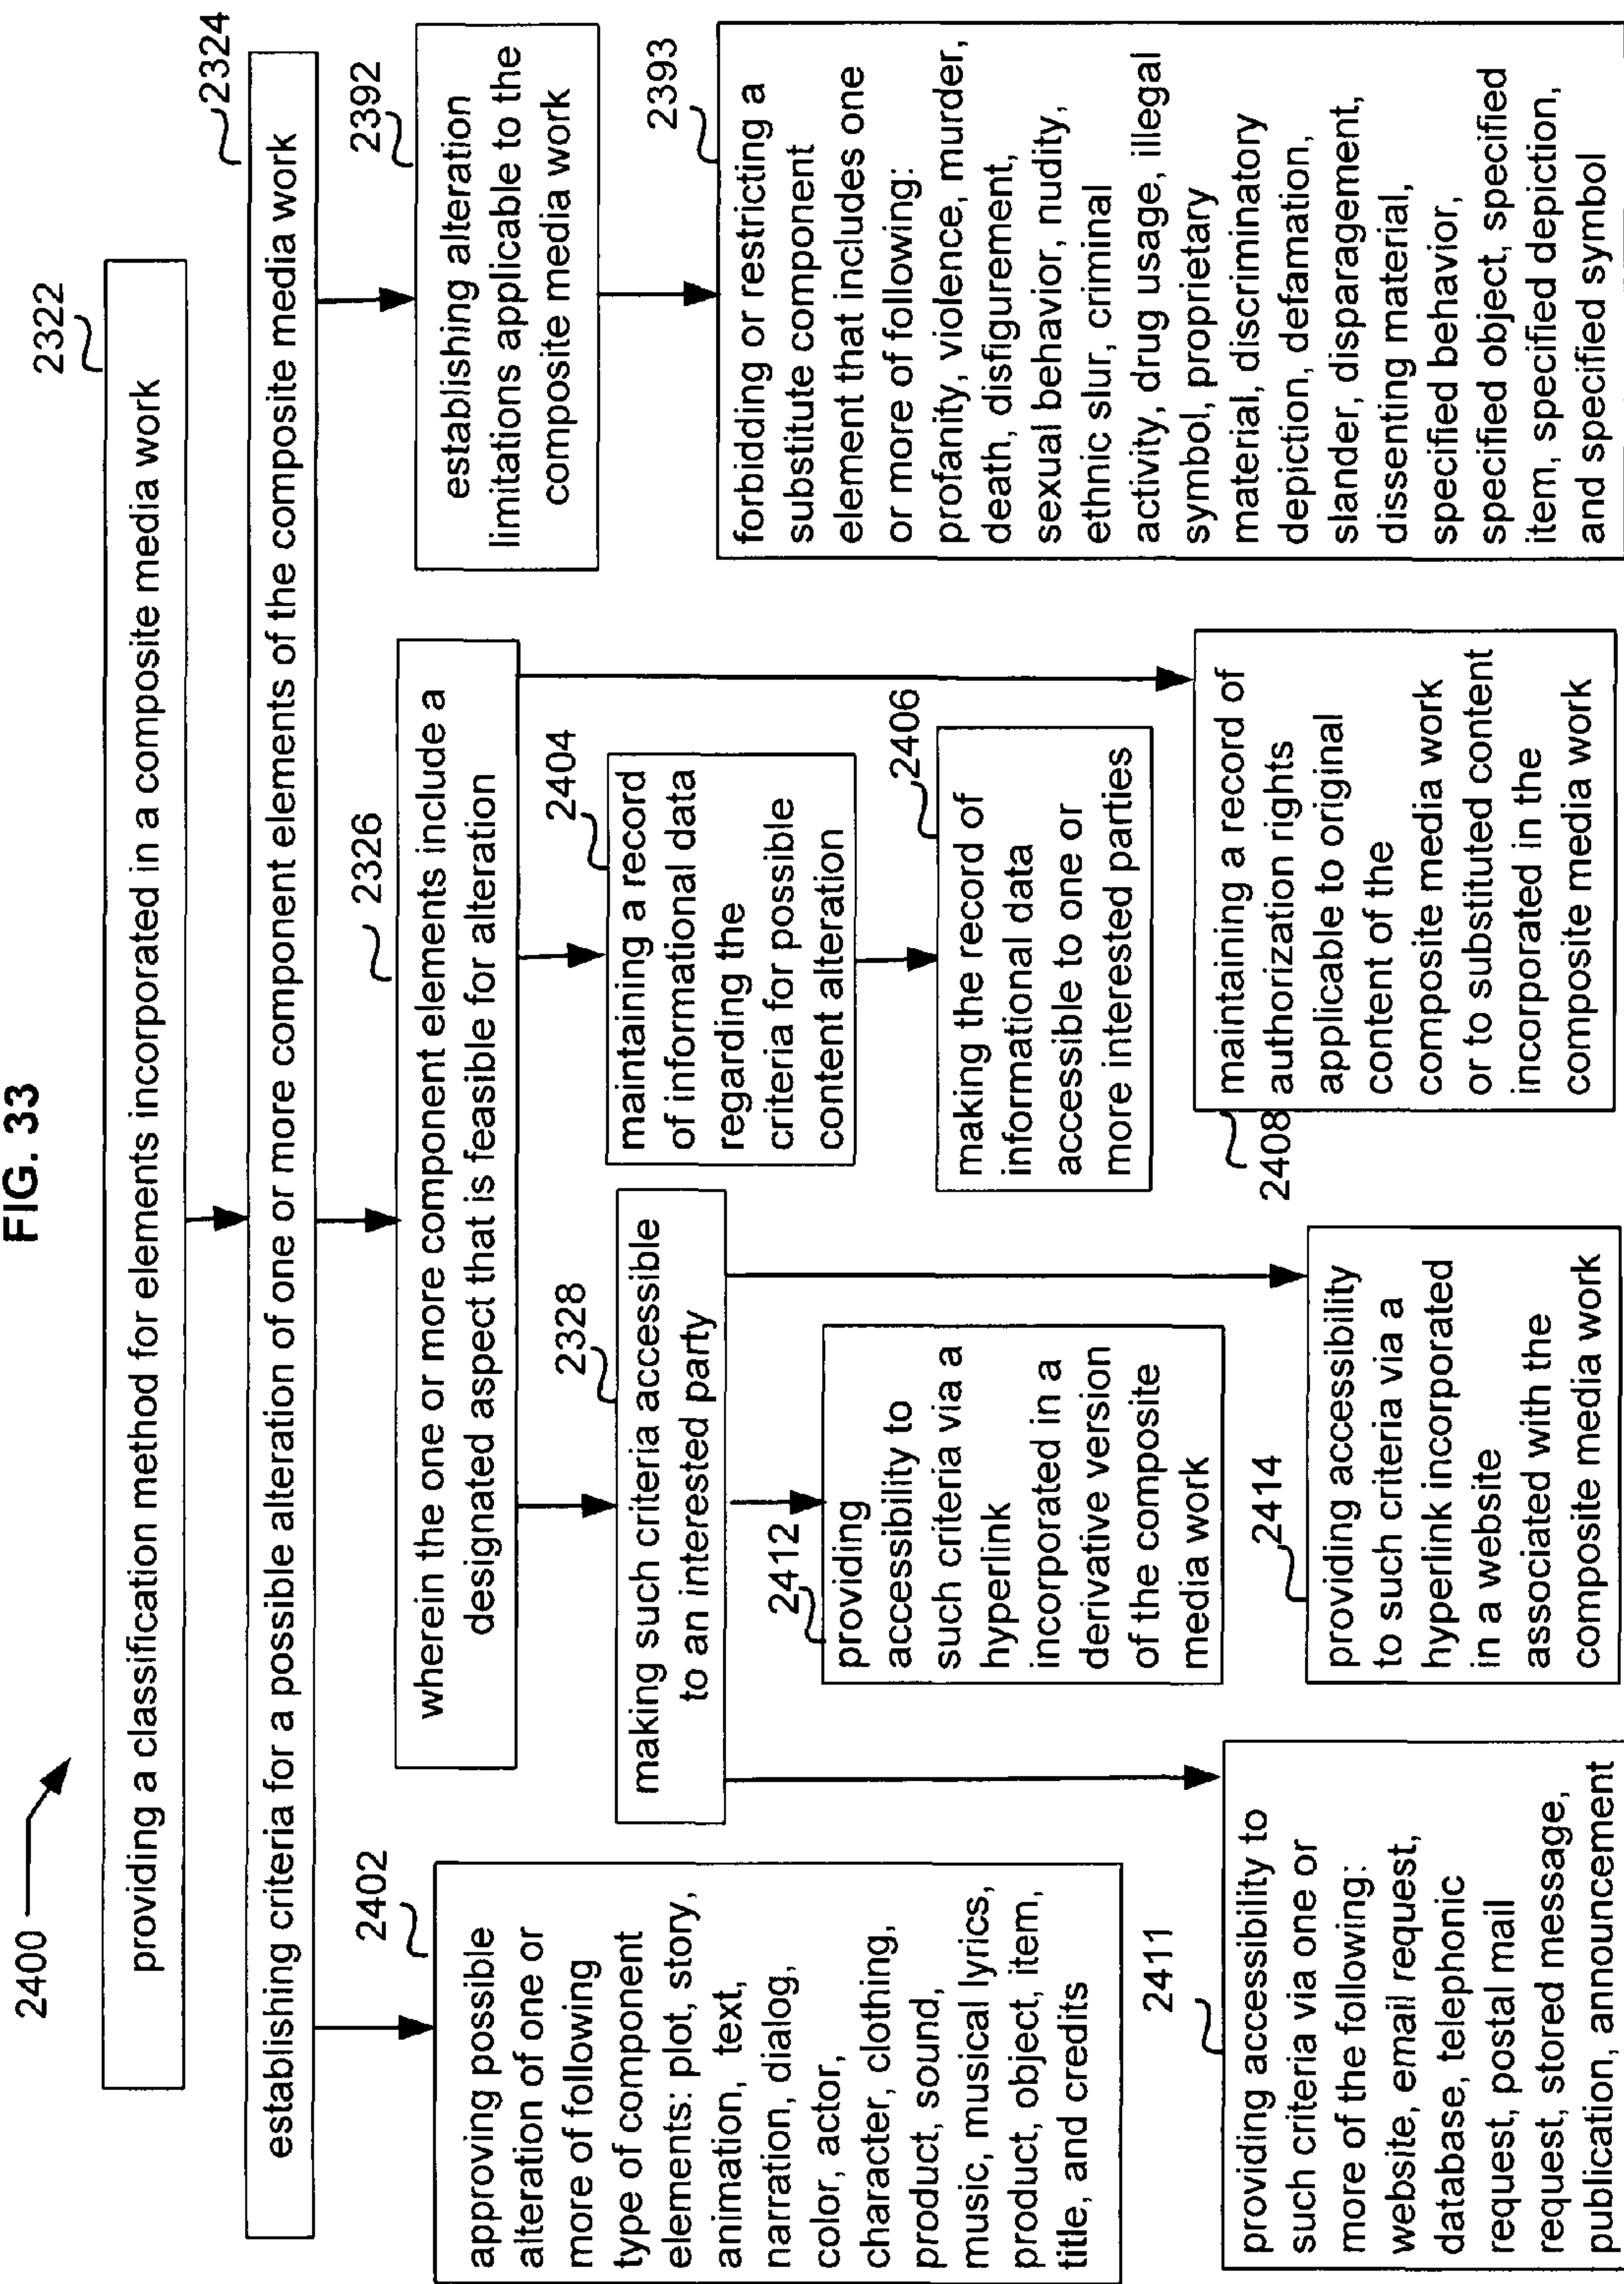 FIG. 33
2400
2322
providing a classification method for elements incorporated in a composite media work
2324
establishing criteria for a possible alteration of one or more component elements of the composite media work
2402
approving possible
alteration of one or
more of following
type of component
elements: plot, story,
animation, text,
narration, dialog,
color, actor,
character, clothing,
product, sound,
music, musical lyrics,
product, object, item,
title, and credits
2326
wherein the one or more component elements include a
designated aspect that is feasible for alteration
2392
establishing alteration
limitations applicable to the
composite media work
2393
forbidding or restricting a
substitute component
element that includes one
or more of following:
profanity, violence, murder,
death, disfigurement,
sexual behavior, nudity,
ethnic slur, criminal
activity, drug usage, illegal
symbol, proprietary
material, discriminatory
depiction, defamation,
slander, disparagement,
dissenting material,
specified behavior,
specified object, specified
item, specified depiction,
and specified symbol
2328
making such criteria accessible
to an interested party
2404
maintaining a record
of informational data
regarding the
criteria for possible
content alteration
2406
making the record of
informational data
accessible to one or
more interested parties
2408
maintaining a record of
authorization rights
applicable to original
content of the
composite media work
or to substituted content
incorporated in the
composite media work
2411
providing accessibility to
such criteria via one or
more of the following:
website, email request,
database, telephonic
request, postal mail
request, stored message,
publication, announcement
2412
providing
accessibility to
such criteria via a
hyperlink
incorporated in a
derivative version
of the composite
media work
2414
providing accessibility
to such criteria via a
hyperlink incorporated
in a website
associated with the
composite media work